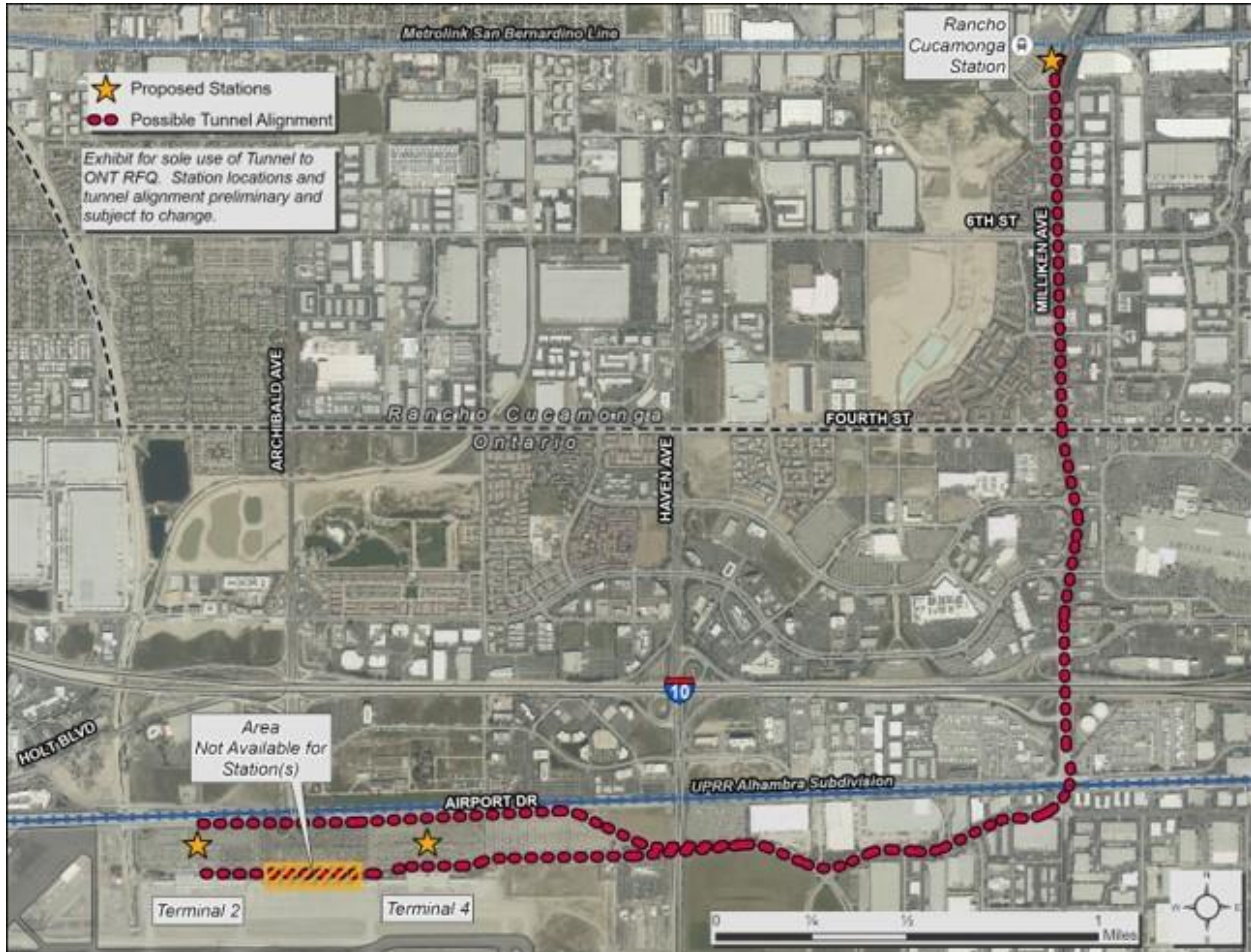 Metrolink San Bernardino Line
Rancho
Cucamonga
Station
Proposed Stations
Possible Tunnel Alignment
Exhibit for sole use of Tunnel to
ONT RFQ. Station locations and
tunnel alignment preliminary and
subject to change.
6TH ST
MILLIKEN AVE
ARCHIBALD AVE
Rancho Cucamonga
FOURTH ST
Ontario
HAVEN AVE
10
HOLT BLVD
Area
Not Available for
Station(s)
UPRR Alhambra Subdivision
AIRPORT DR
Terminal 2
Terminal 4
0 ¼ ½ 1
Miles
N
W E
S